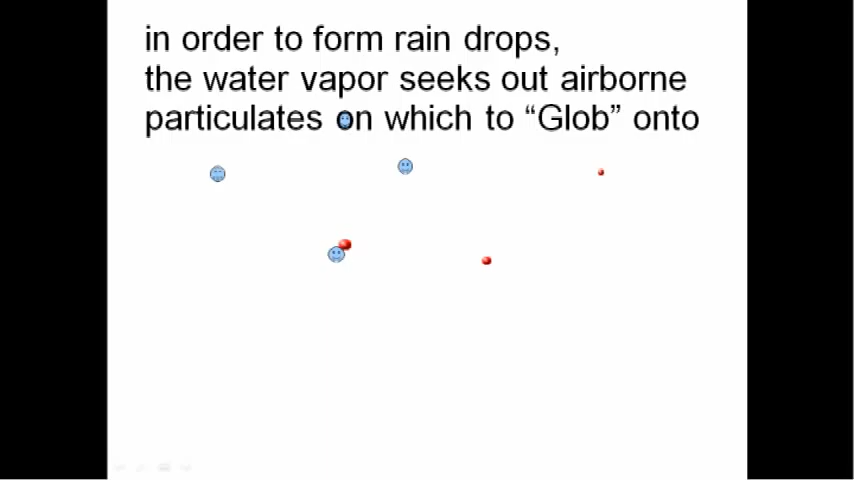 in order to form rain drops,
the water vapor seeks out airborne
particulates on which to “Glob” onto